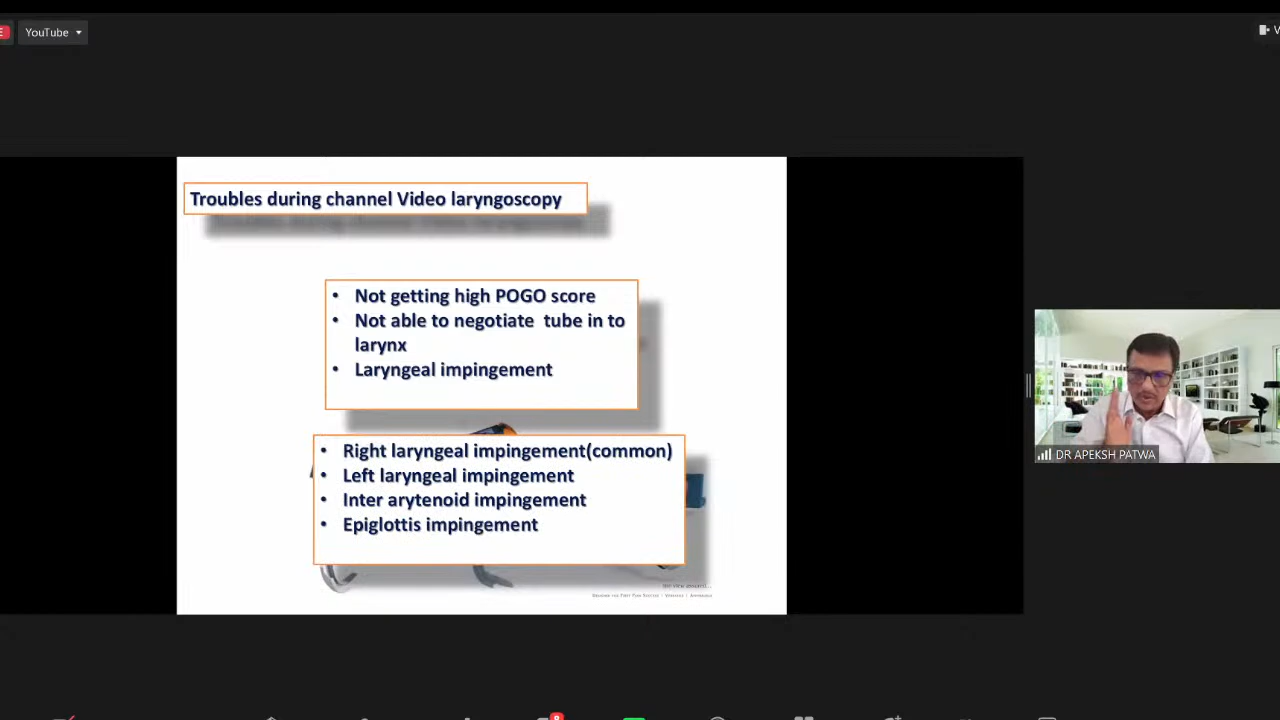 YouTube
Troubles during channel Video laryngoscopy
• Not getting high POGO score
• Not able to negotiate tube in to
larynx
• Laryngeal impingement
• Right laryngeal impingement(common)
• Left laryngeal impingement
• Inter arytenoid impingement
• Epiglottis impingement
DR APEKSH PATWA